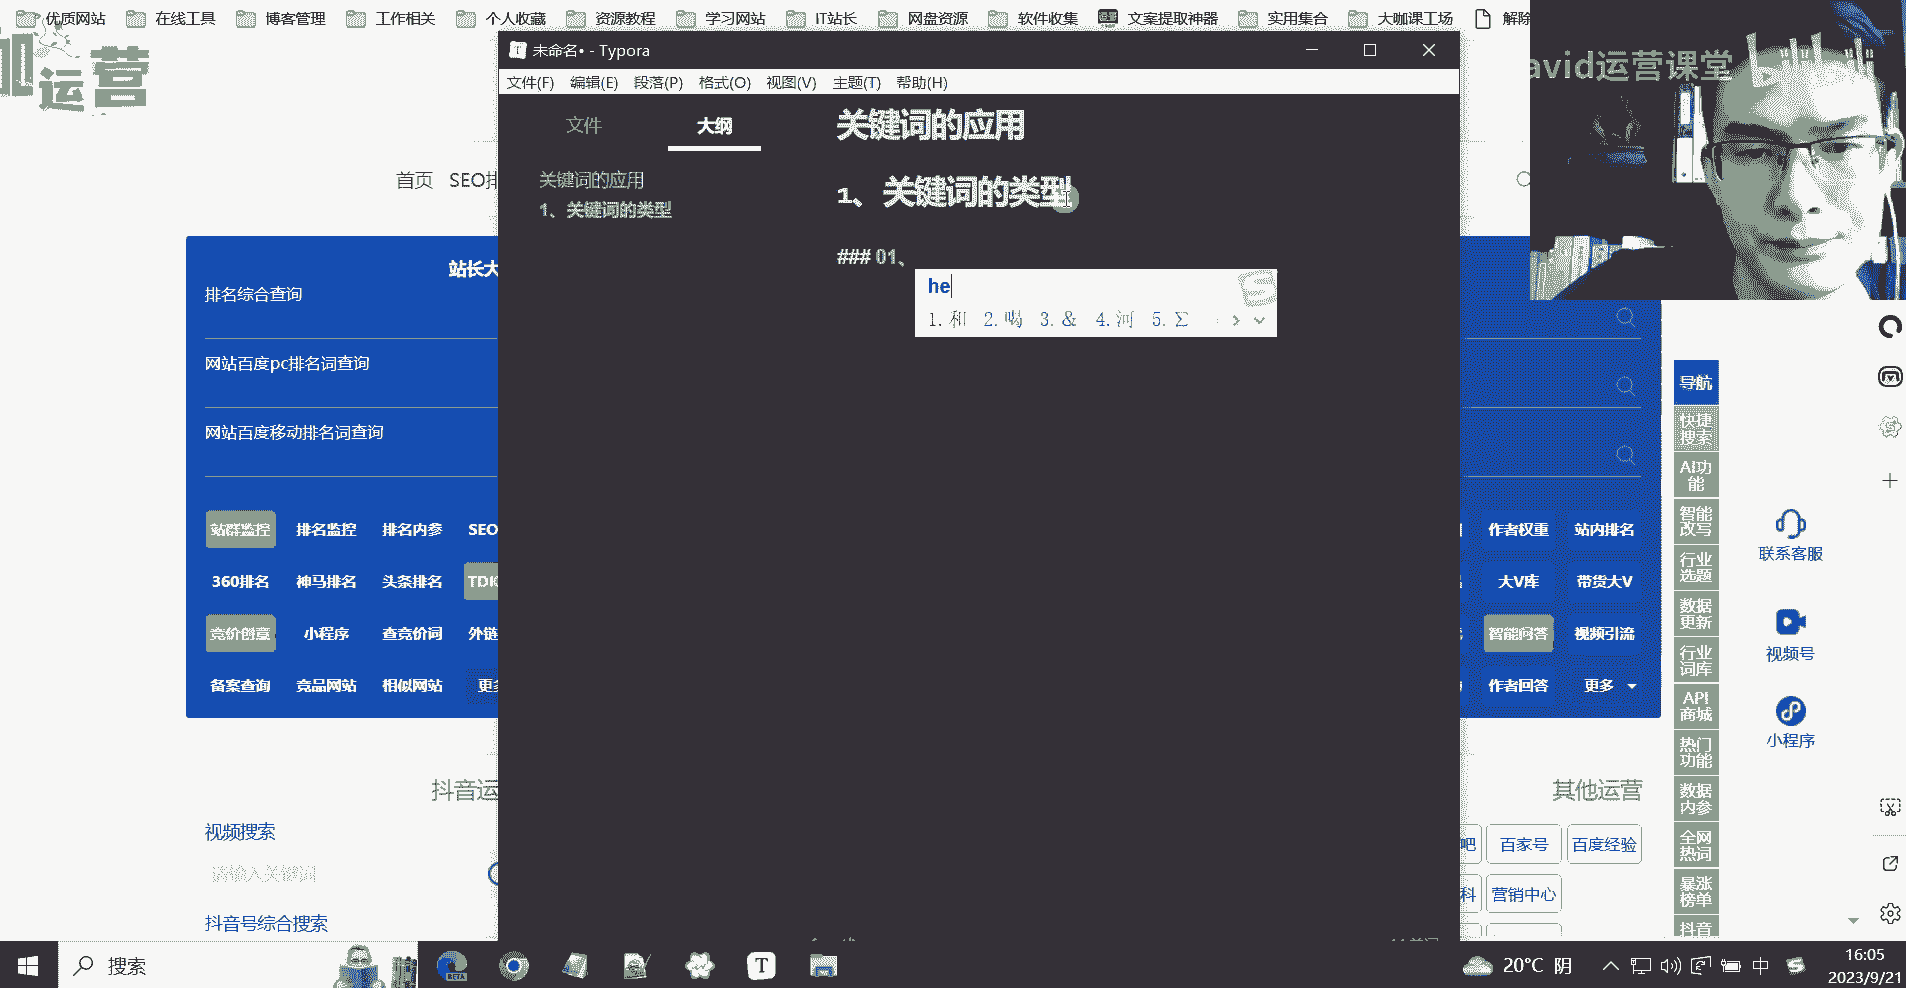 优质网站 在线工具 博客管理 工作相关 个人收藏 资源教程 学习网站 IT站长 网盘资源 软件收集 文案提取神器 实用集合 大咖课工场 解除
运营
avid运营课堂
未命名• - Typora
文件(F) 编辑(E) 段落(P) 格式(O) 视图(V) 主题(T) 帮助(H)
文件 大纲
关键词的应用
1、关键词的类型
关键词的应用
1、关键词的类型
### 01、
he
1.和 2.喝 3.& 4.河 5.∑
首页 SEO排
站长大
排名综合查询
网站百度pc排名词查询
网站百度移动排名词查询
站群监控 排名监控 排名内参 SEO
360排名 神马排名 头条排名 TDK
竞价创意 小程序 查竞价词 外链
备案查询 竞品网站 相似网站 更多
作者权重 站内排名
大V库 带货大V
智能问答 视频引流
作者回答 更多
导航
快捷
搜索
AI功
能
智能
改写
行业
选题
数据
更新
行业
词库
API
商城
热门
功能
数据
内参
全网
热词
暴涨
榜单
抖音
联系客服
视频号
小程序
抖音运
视频搜索
请输入关键词
抖音号综合搜索
其他运营
吧 百家号 百度经验
科 营销中心
搜索
BETA
20°C 阴
中
16:05
2023/9/21